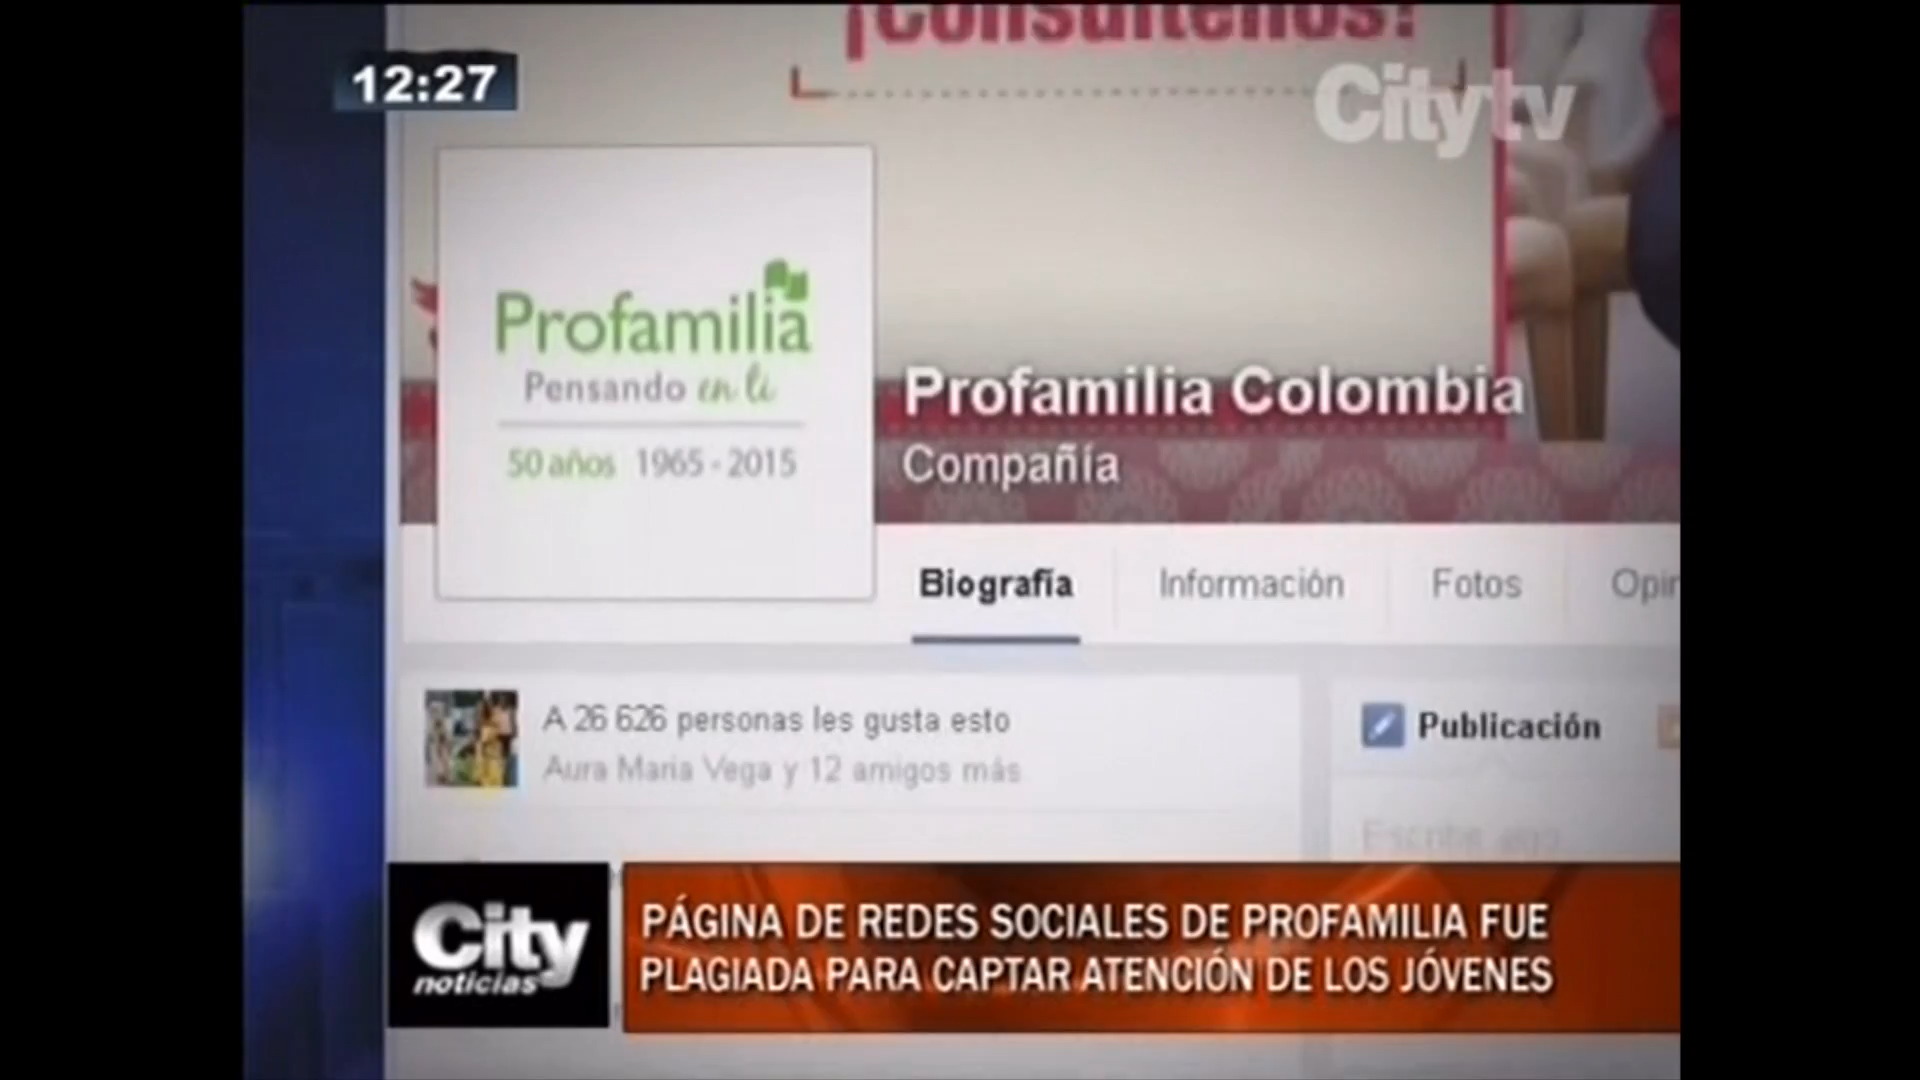 ¡Consúltenos!
12:27
Citytv
Profamilia
Pensando en ti
50 años 1965 - 2015
Profamilia Colombia
Compañía
Biografía Información Fotos
A 26 626 personas les gusta esto
Aura Maria Vega y 12 amigos más
Publicación
Escribe algo
City noticias
PÁGINA DE REDES SOCIALES DE PROFAMILIA FUE
PLAGIADA PARA CAPTAR ATENCIÓN DE LOS JÓVENES